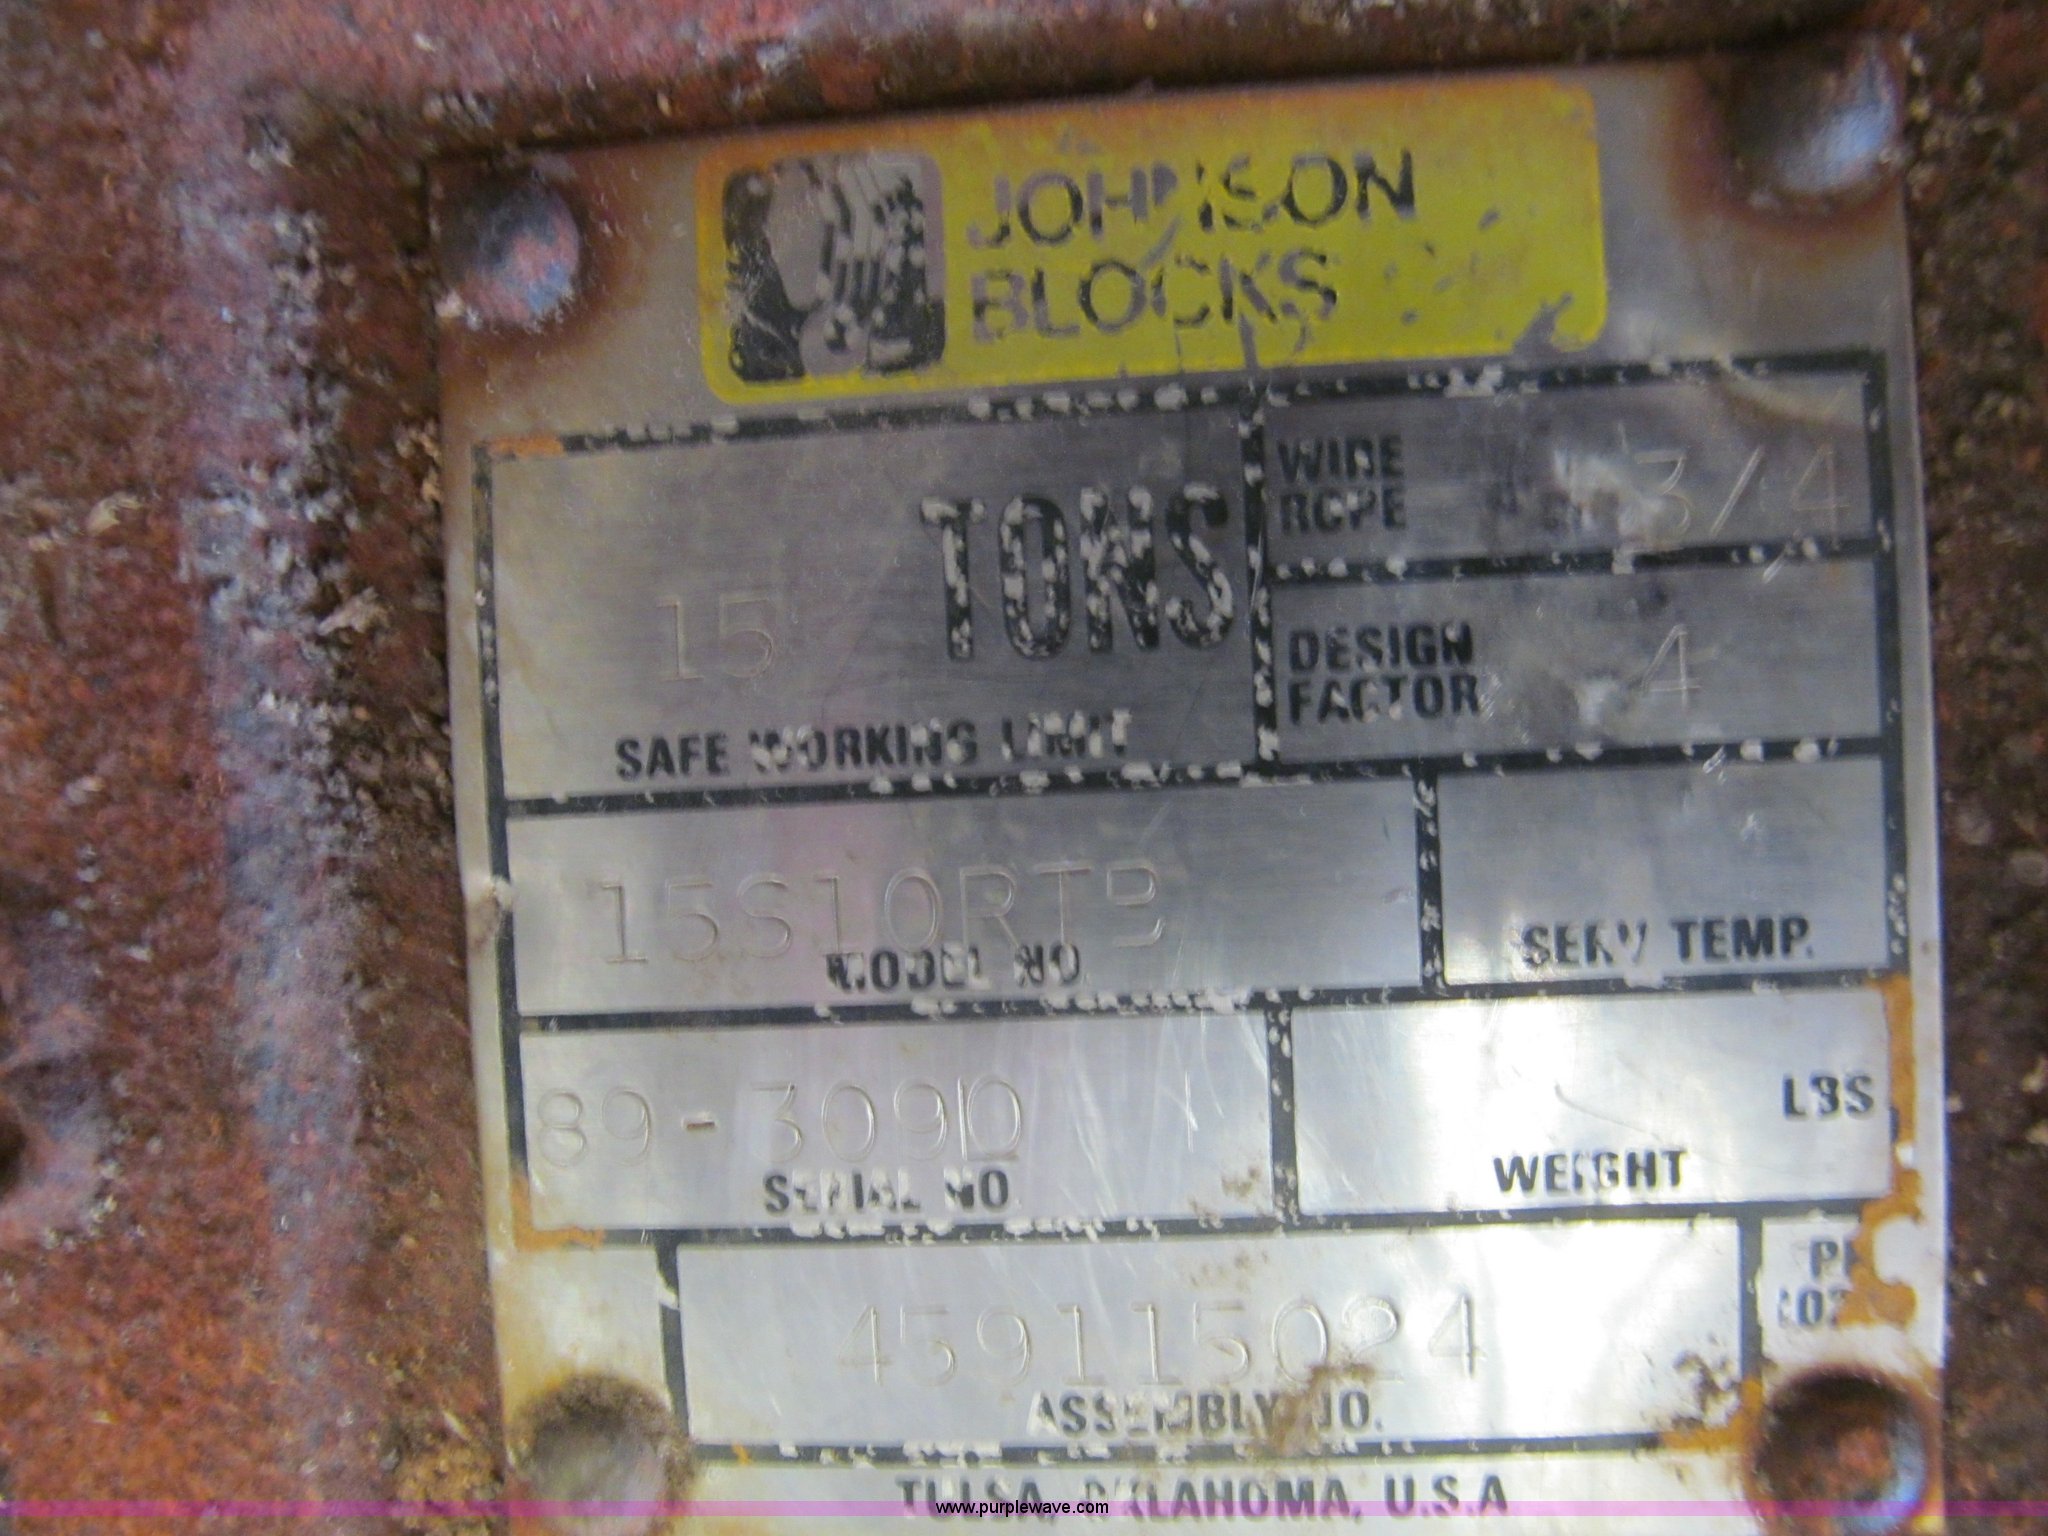 JOHNSON
BLOCKS
15 TONS
SAFE WORKING LIMIT
WIRE
ROPE 3/4
DESIGN
FACTOR 4
15S10RTB
MODEL NO.
SERV TEMP.
89-309D
SERIAL NO.
LBS
WEIGHT
459115024
ASSEMBLY NO.
TULSA, OKLAHOMA, U.S.A
www.purplewave.com